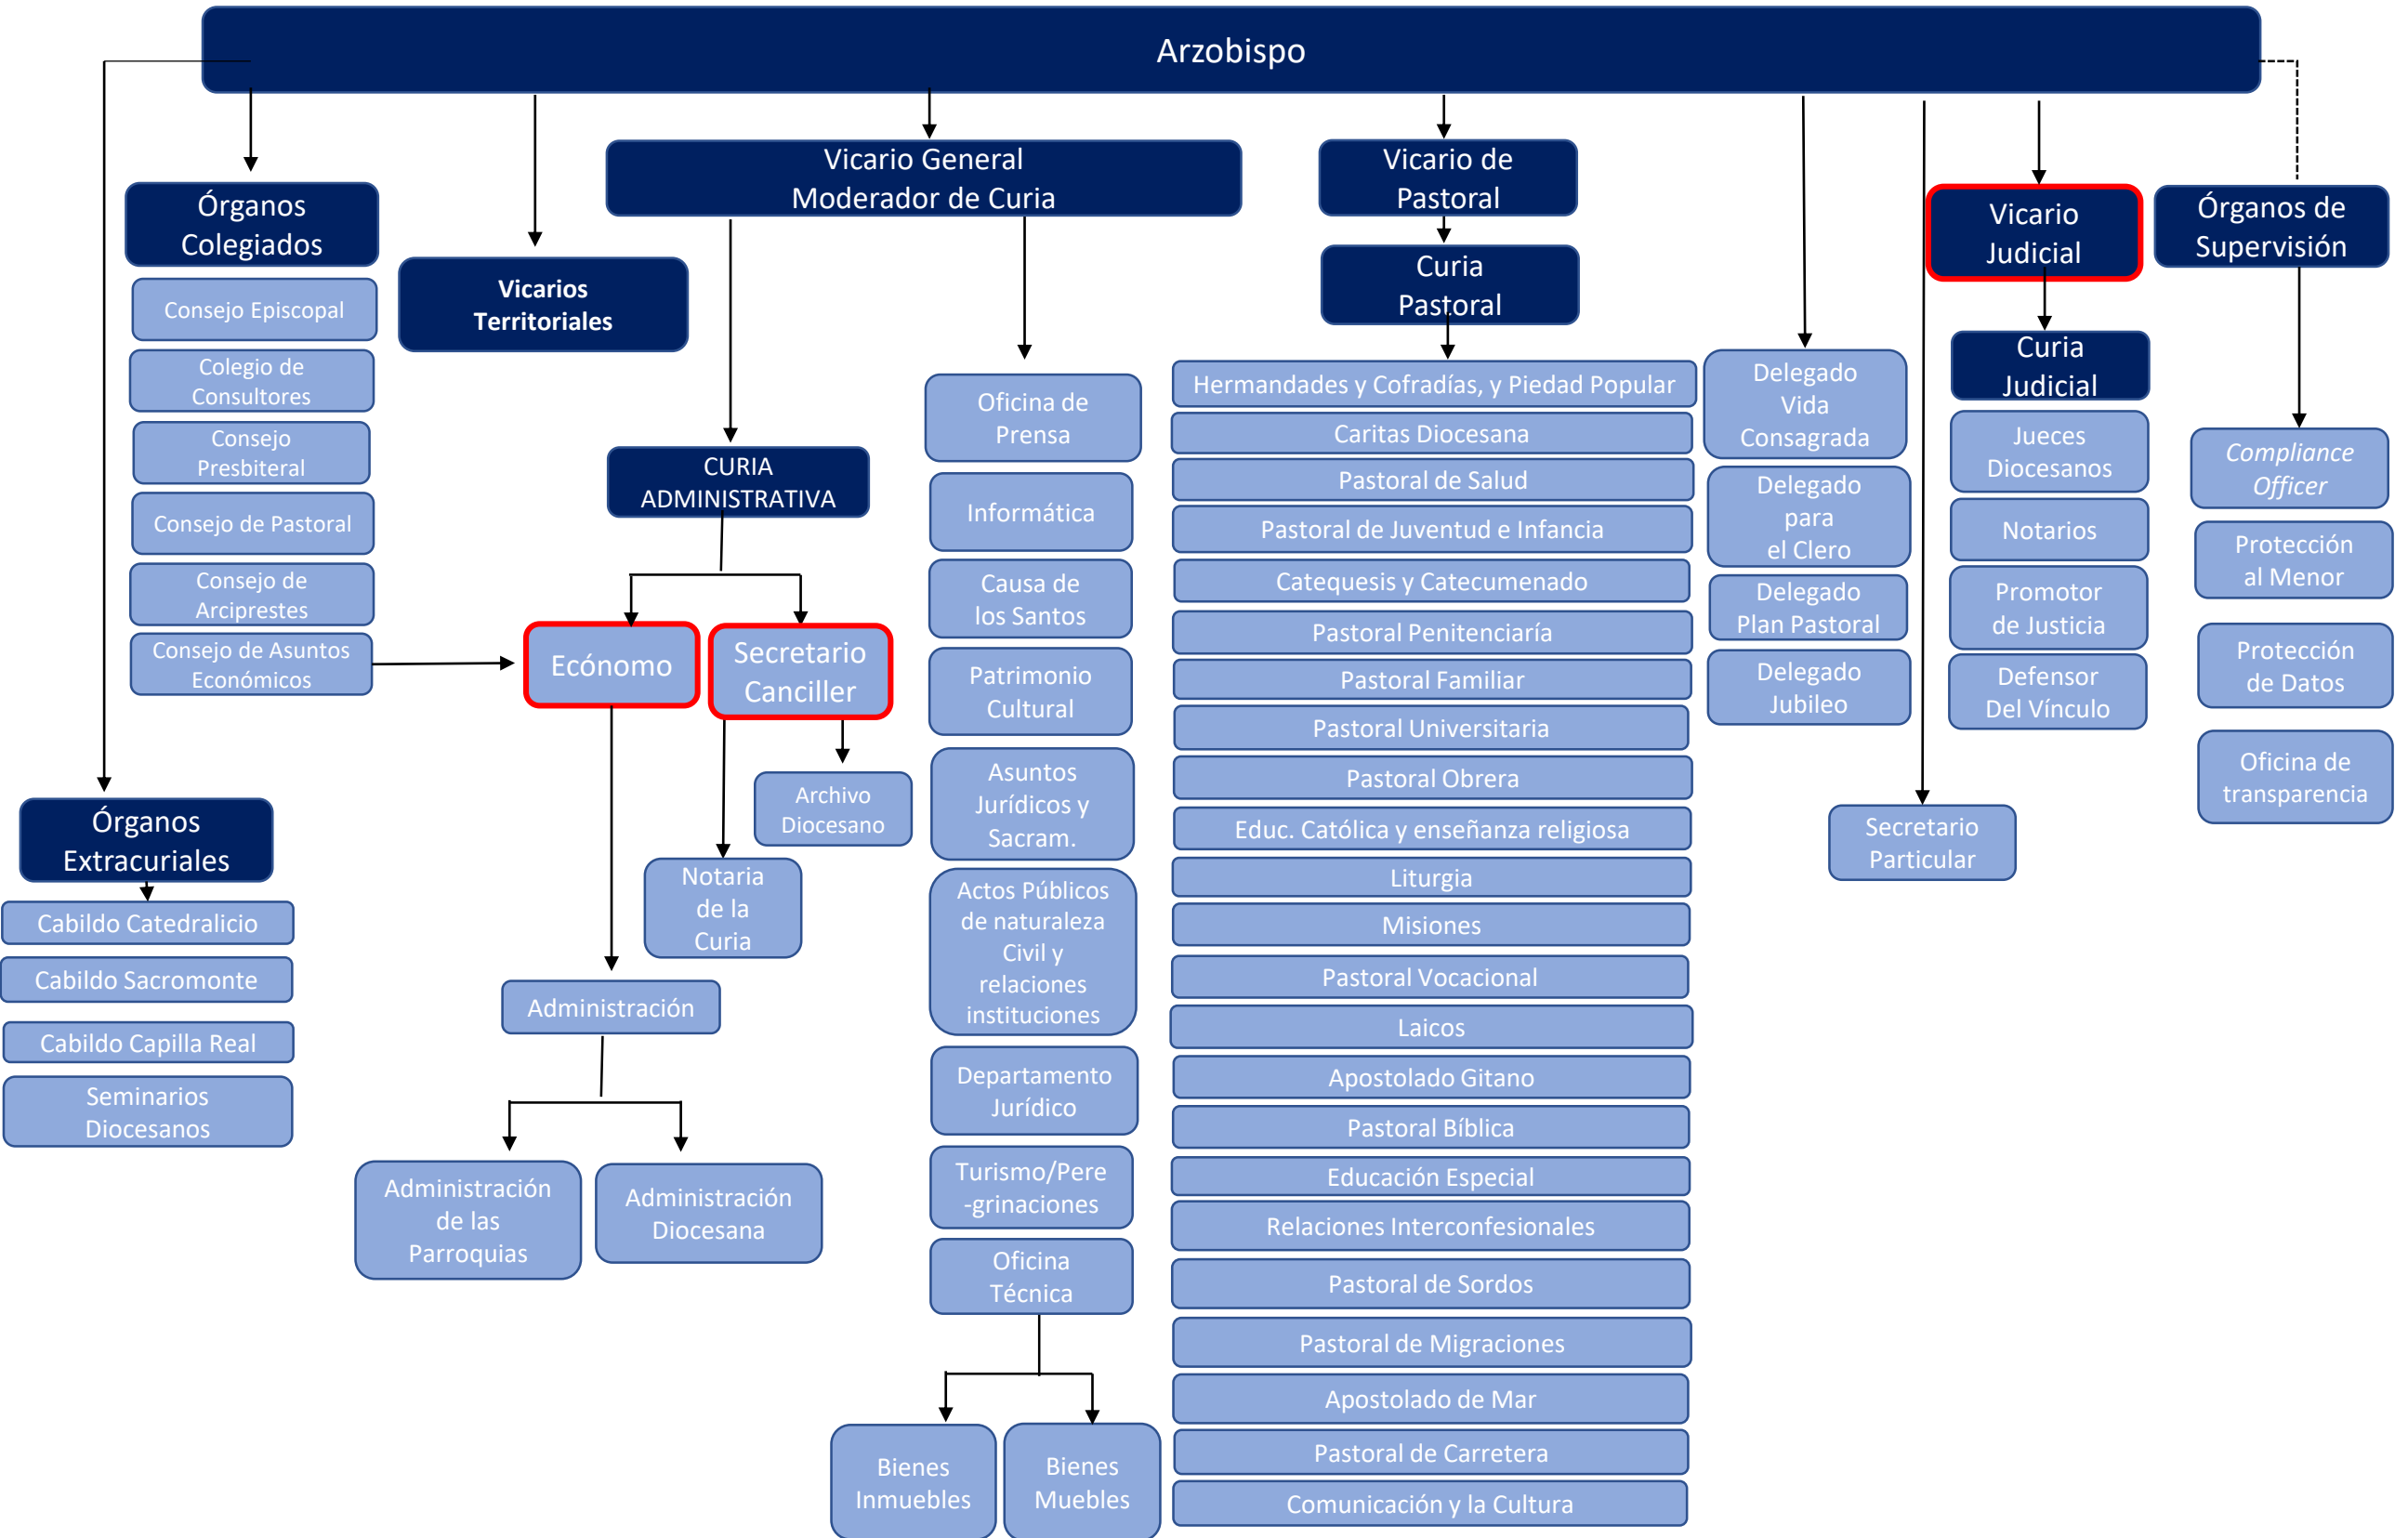 Arzobispo
Órganos
Colegiados
Consejo Episcopal
Colegio de
Consultores
Consejo
Presbiteral
Consejo de Pastoral
Consejo de
Arciprestes
Consejo de Asuntos
Económicos
Órganos
Extracuriales
Cabildo Catedralicio
Cabildo Sacromonte
Cabildo Capilla Real
Seminarios
Diocesanos
Vicarios
Territoriales
Vicario General
Moderador de Curia
CURIA
ADMINISTRATIVA
Ecónomo
Secretario
Canciller
Archivo
Diocesano
Notaria
de la
Curia
Administración
Administración
de las
Parroquias
Administración
Diocesana
Oficina de
Prensa
Informática
Causa de
los Santos
Patrimonio
Cultural
Asuntos
Jurídicos y
Sacram.
Actos Públicos
de naturaleza
Civil y
relaciones
instituciones
Departamento
Jurídico
Turismo/Pere
-grinaciones
Oficina
Técnica
Bienes
Inmuebles
Bienes
Muebles
Vicario de
Pastoral
Curia
Pastoral
Hermandades y Cofradías, y Piedad Popular
Caritas Diocesana
Pastoral de Salud
Pastoral de Juventud e Infancia
Catequesis y Catecumenado
Pastoral Penitenciaría
Pastoral Familiar
Pastoral Universitaria
Pastoral Obrera
Educ. Católica y enseñanza religiosa
Liturgia
Misiones
Pastoral Vocacional
Laicos
Apostolado Gitano
Pastoral Bíblica
Educación Especial
Relaciones Interconfesionales
Pastoral de Sordos
Pastoral de Migraciones
Apostolado de Mar
Pastoral de Carretera
Comunicación y la Cultura
Delegado
Vida
Consagrada
Delegado
para
el Clero
Delegado
Plan Pastoral
Delegado
Jubileo
Secretario
Particular
Vicario
Judicial
Curia
Judicial
Jueces
Diocesanos
Notarios
Promotor
de Justicia
Defensor
Del Vínculo
Órganos de
Supervisión
Compliance
Officer
Protección
al Menor
Protección
de Datos
Oficina de
transparencia